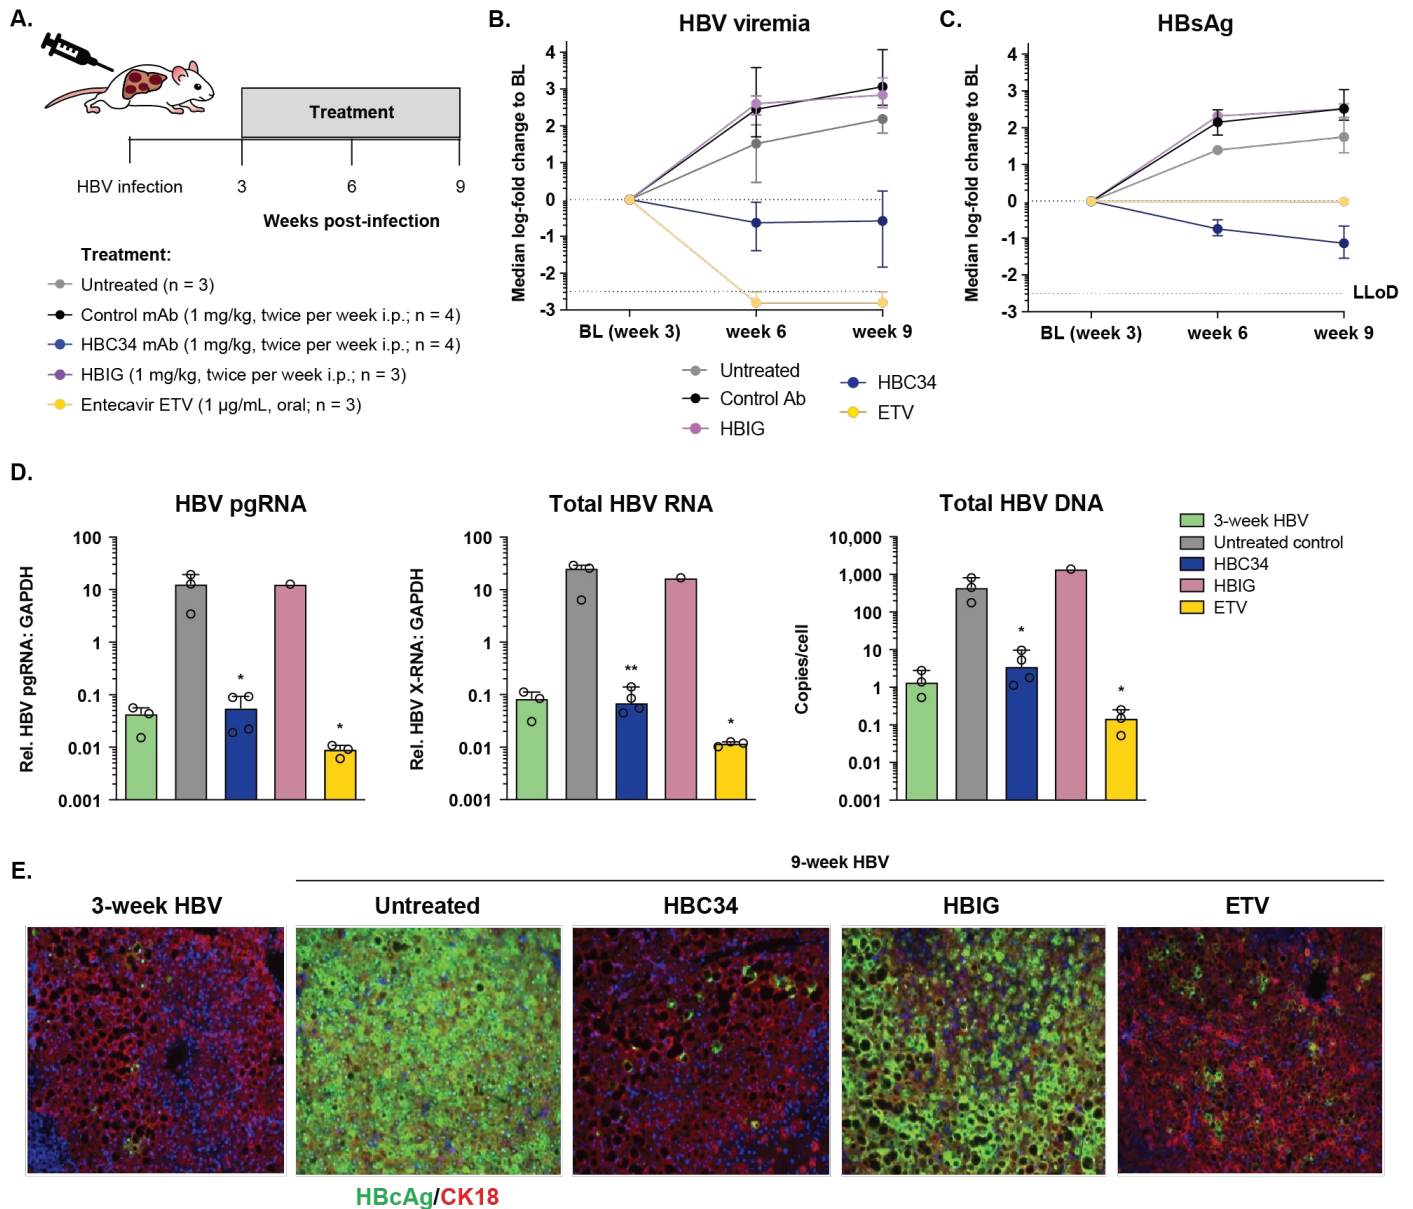 A.
Treatment
HBV infection
3
6
9
Weeks post-infection
Treatment:
Untreated (n = 3)
Control mAb (1 mg/kg, twice per week i.p.; n = 4)
HBC34 mAb (1 mg/kg, twice per week i.p.; n = 4)
HBIG (1 mg/kg, twice per week i.p.; n = 3)
Entecavir ETV (1 µg/mL, oral; n = 3)
B.
HBV viremia
Median log-fold change to BL
4
3
2
1
0
-1
-2
-3
BL (week 3)
week 6
week 9
C.
HBsAg
Median log-fold change to BL
4
3
2
1
0
-1
-2
-3
LLoD
BL (week 3)
week 6
week 9
Untreated
Control Ab
HBIG
HBC34
ETV
D.
HBV pgRNA
Rel. HBV pgRNA: GAPDH
100
10
1
0.1
0.01
0.001
*
*
Total HBV RNA
Rel. HBV X-RNA: GAPDH
100
10
1
0.1
0.01
0.001
**
*
Total HBV DNA
Copies/cell
10,000
1,000
100
10
1
0.1
0.01
0.001
*
*
3-week HBV
Untreated control
HBC34
HBIG
ETV
E.
9-week HBV
3-week HBV
Untreated
HBC34
HBIG
ETV
HBcAg/CK18